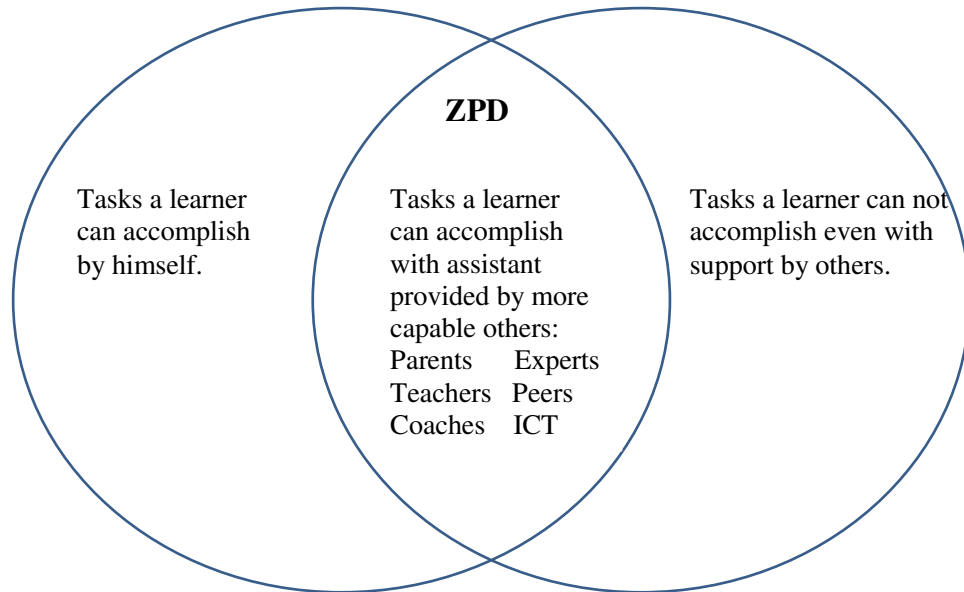 ZPD
Tasks a learner
can accomplish
by himself.
Tasks a learner
can accomplish
with assistant
provided by more
capable others:
Parents Experts
Teachers Peers
Coaches ICT
Tasks a learner can not
accomplish even with
support by others.